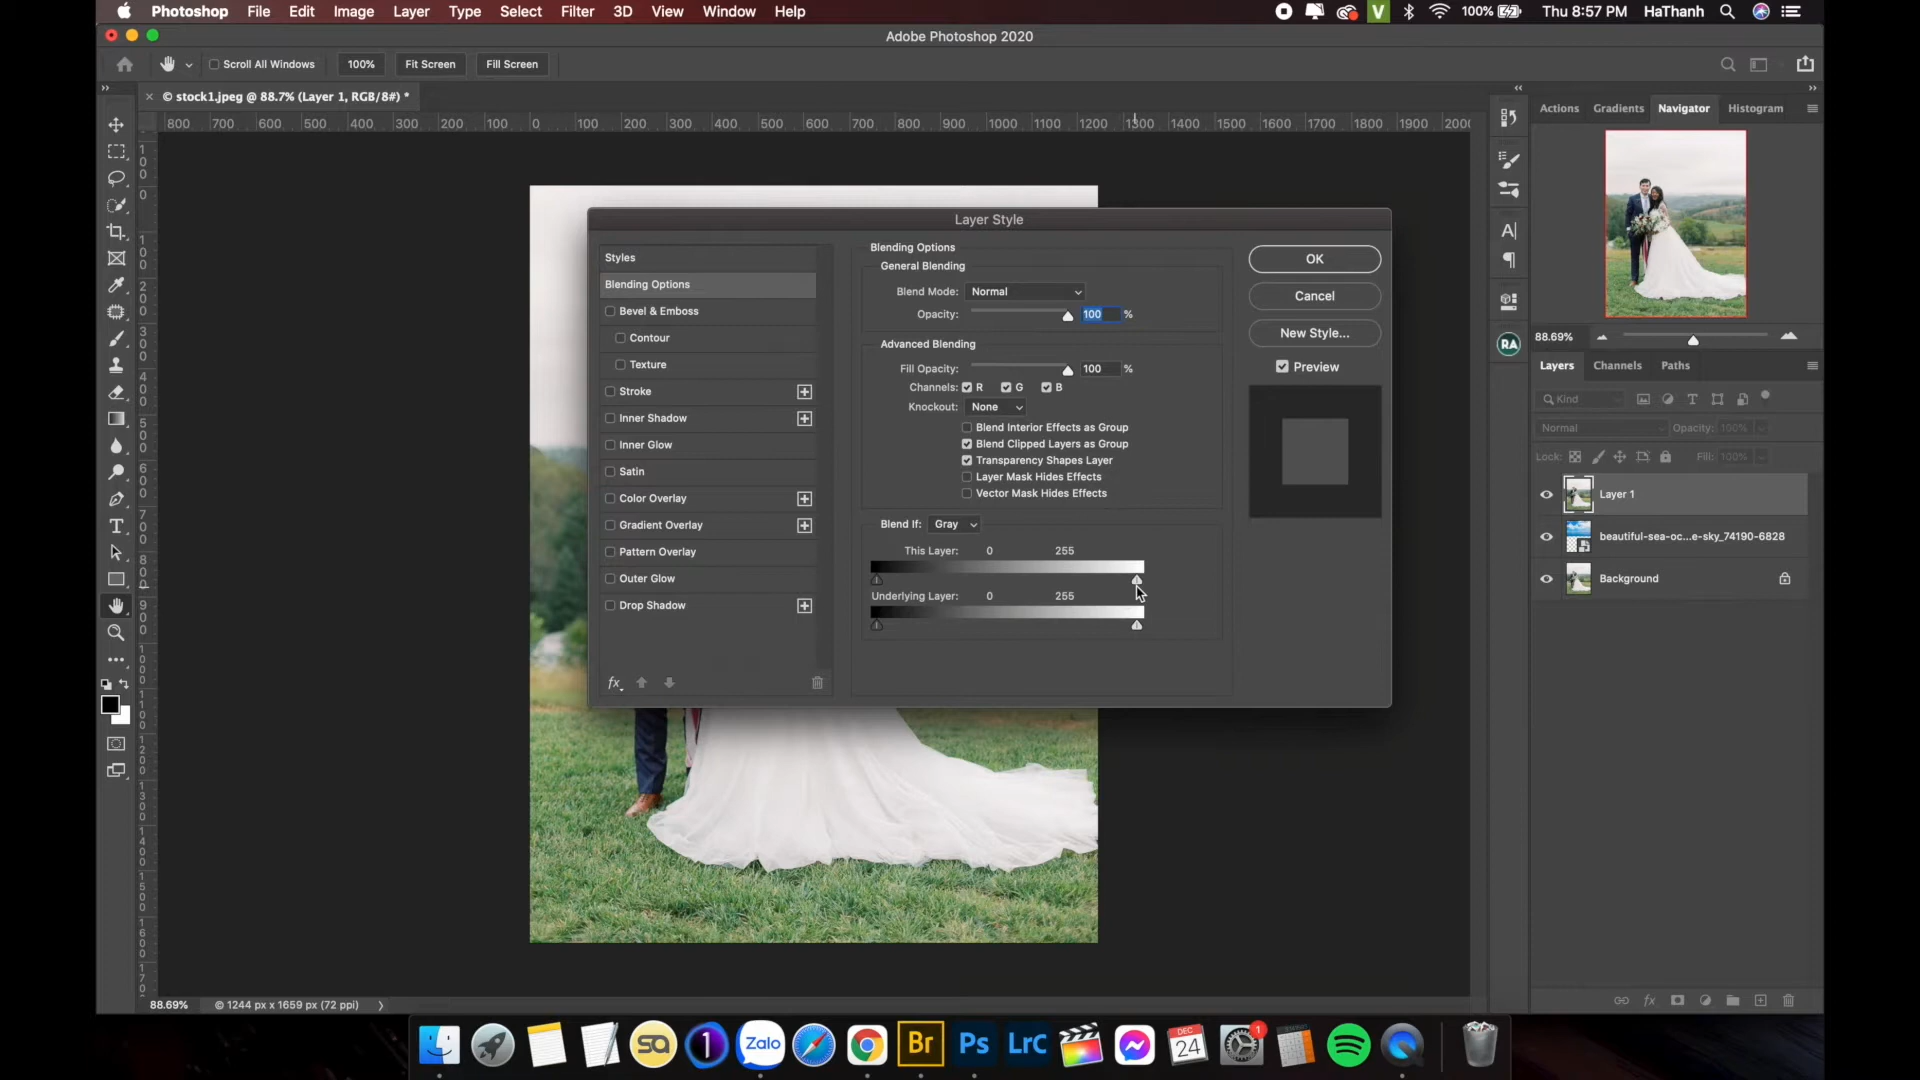 Photoshop File Edit Image Layer Type Select Filter 3D View Window Help V 100% Thu 8:57 PM HaThanh
Adobe Photoshop 2020
Scroll All Windows 100% Fit Screen Fill Screen
© stock1.jpeg @ 88.7% (Layer 1, RGB/8#) *
Actions Gradients Navigator Histogram
800 700 600 500 400 300 200 100 0 100 200 300 400 500 600 700 800 900 1000 1100 1200 1300 1400 1500 1600 1700 1800 1900 2000
Layer Style
Styles
Blending Options
Bevel & Emboss
Contour
Texture
Stroke
Inner Shadow
Inner Glow
Satin
Color Overlay
Gradient Overlay
Pattern Overlay
Outer Glow
Drop Shadow
fx
Blending Options
General Blending
Blend Mode: Normal
Opacity: 100 %
Advanced Blending
Fill Opacity: 100 %
Channels: R G B
Knockout: None
Blend Interior Effects as Group
Blend Clipped Layers as Group
Transparency Shapes Layer
Layer Mask Hides Effects
Vector Mask Hides Effects
Blend If: Gray
This Layer: 0 255
Underlying Layer: 0 255
OK
Cancel
New Style...
Preview
A|
RA
88.69%
Layers Channels Paths
Kind
Normal Opacity: 100%
Lock: Fill: 100%
Layer 1
beautiful-sea-oc...e-sky_74190-6828
Background
fx
88.69% © 1244 px x 1659 px (72 ppi)
Zalo Br Ps LrC DEC 24 1